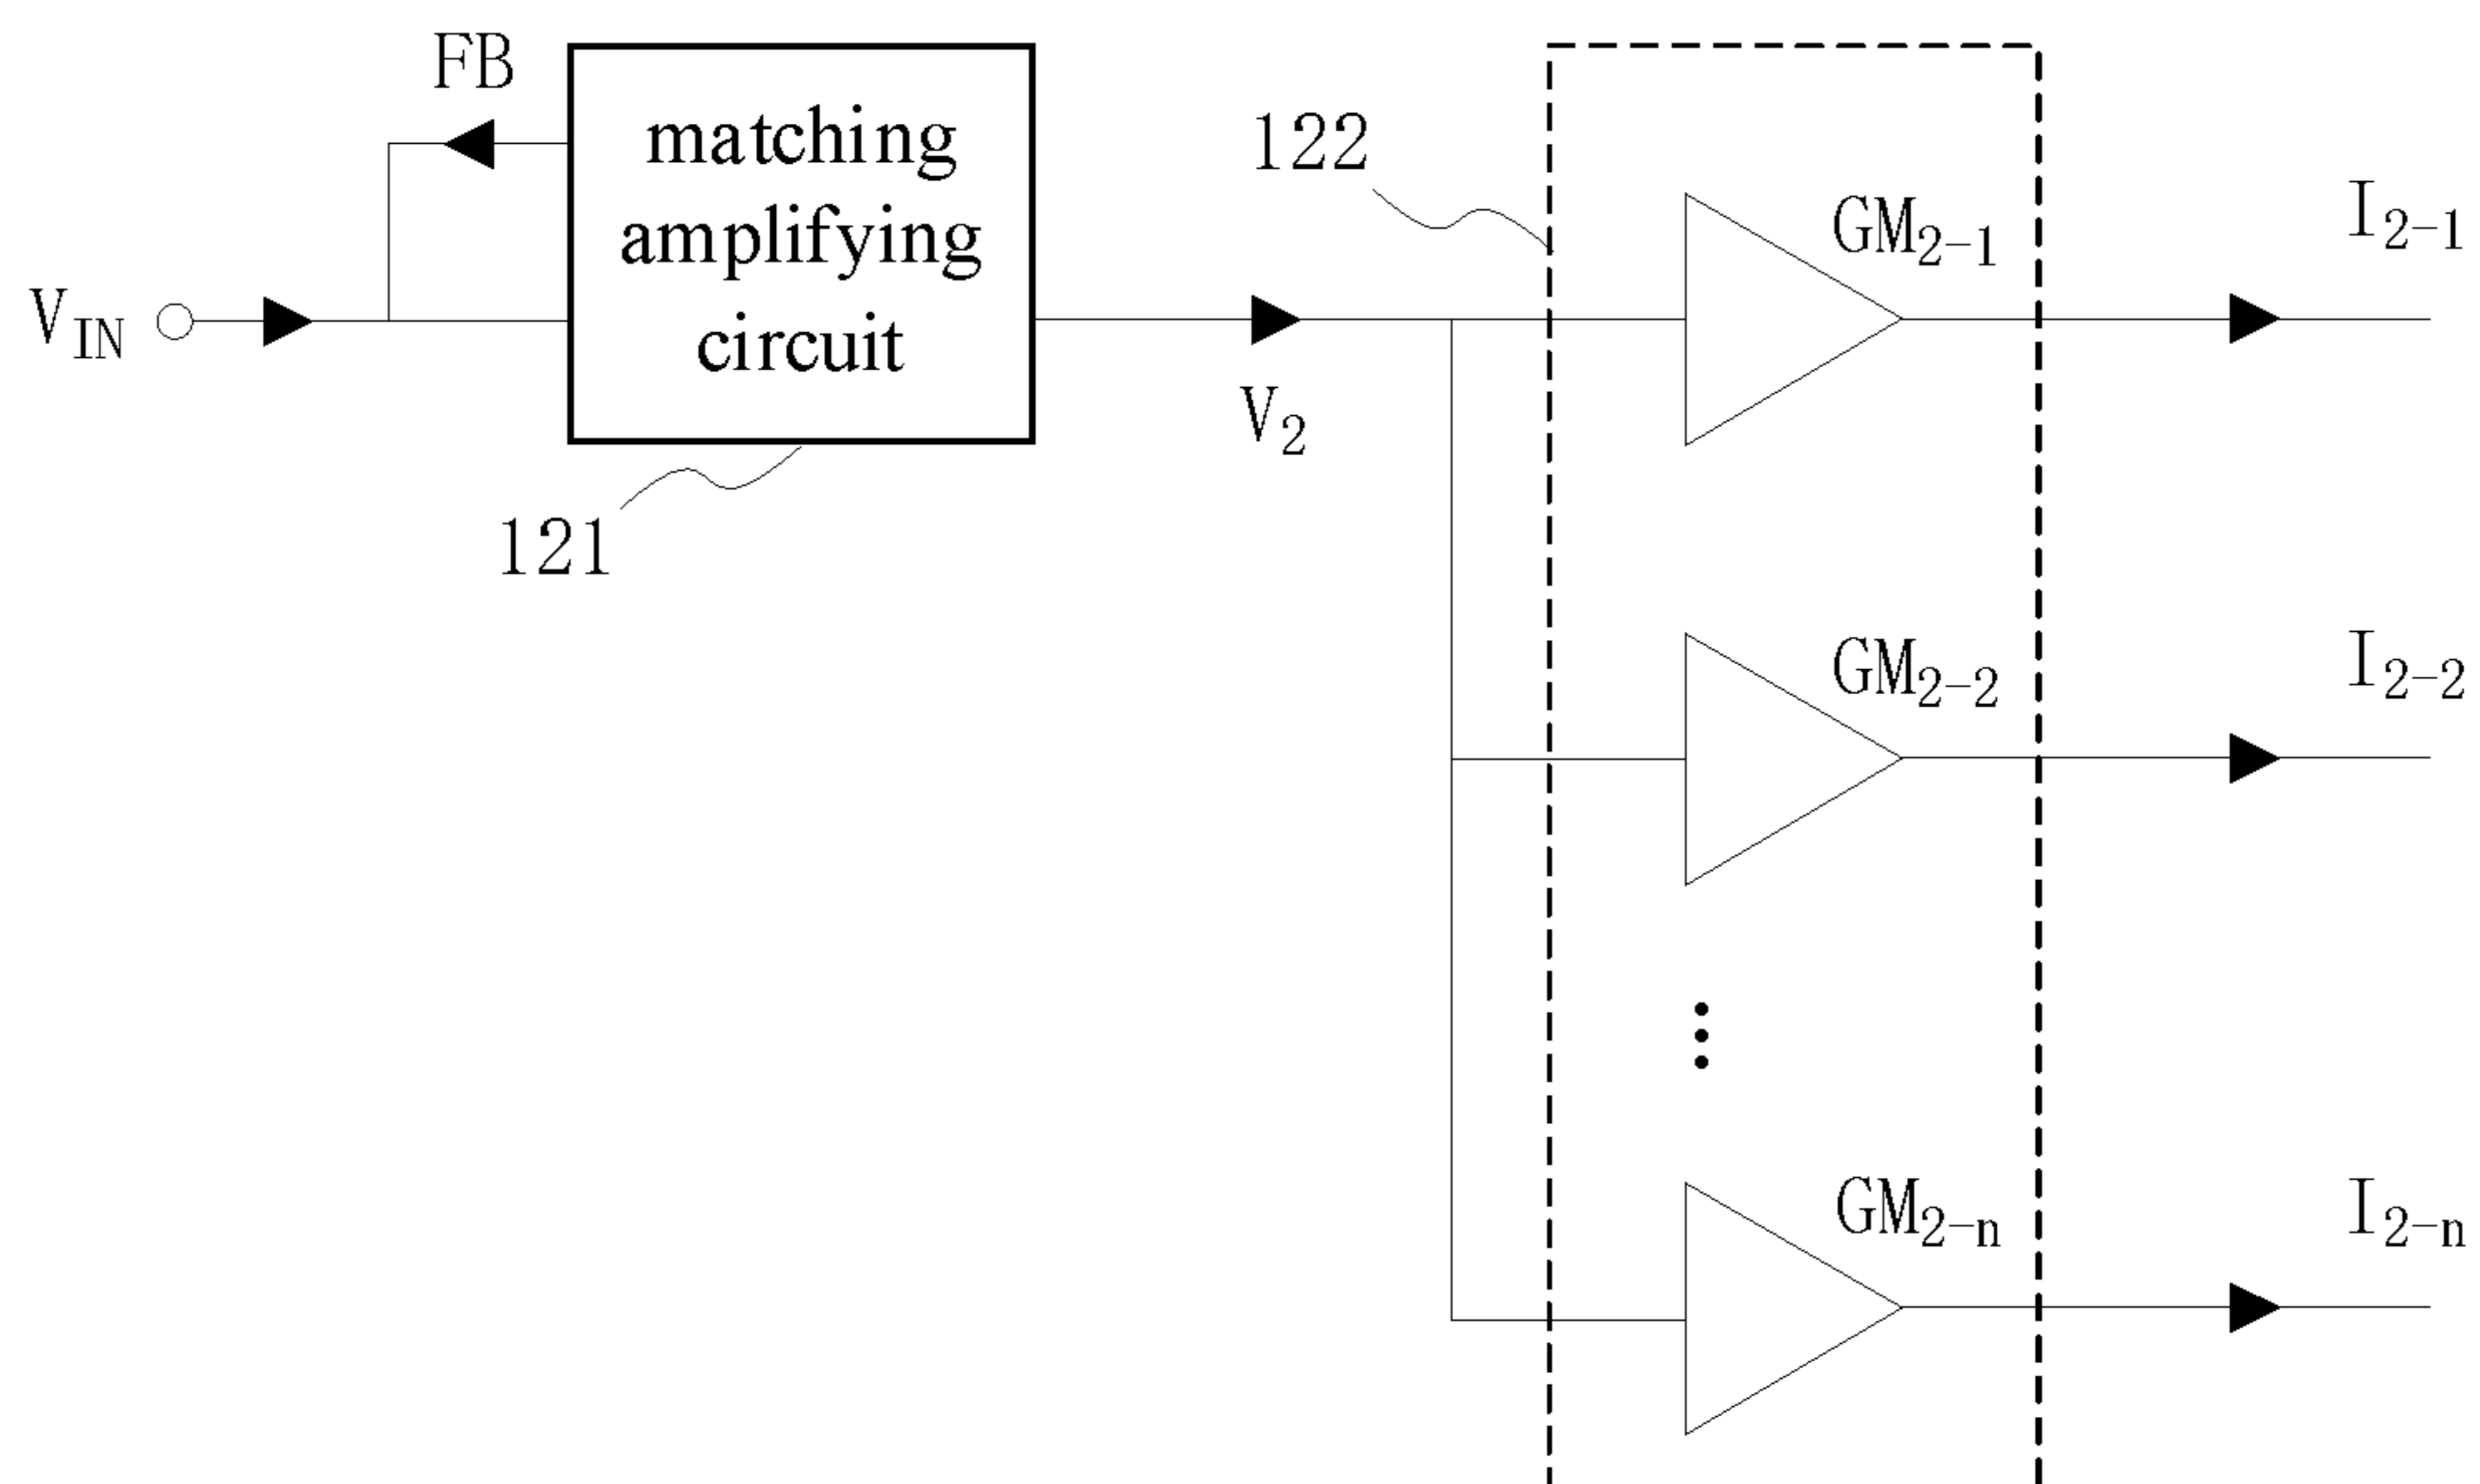 FB
matching
amplifying
circuit
122
GM2-1
I2-1
VIN
V2
121
GM2-2
I2-2
GM2-n
I2-n